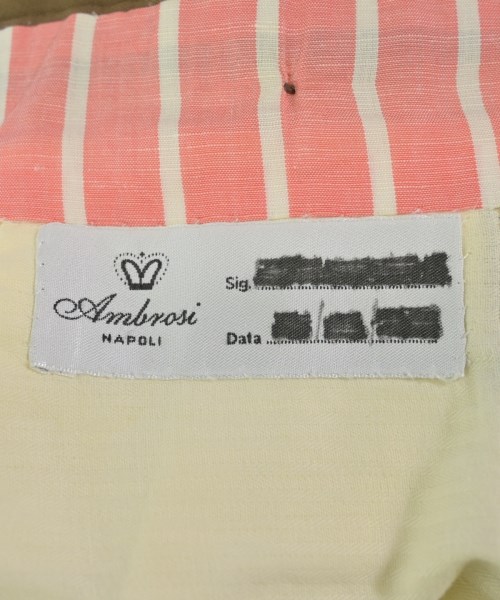 Ambrosi
NAPOLI
Sig.
Data